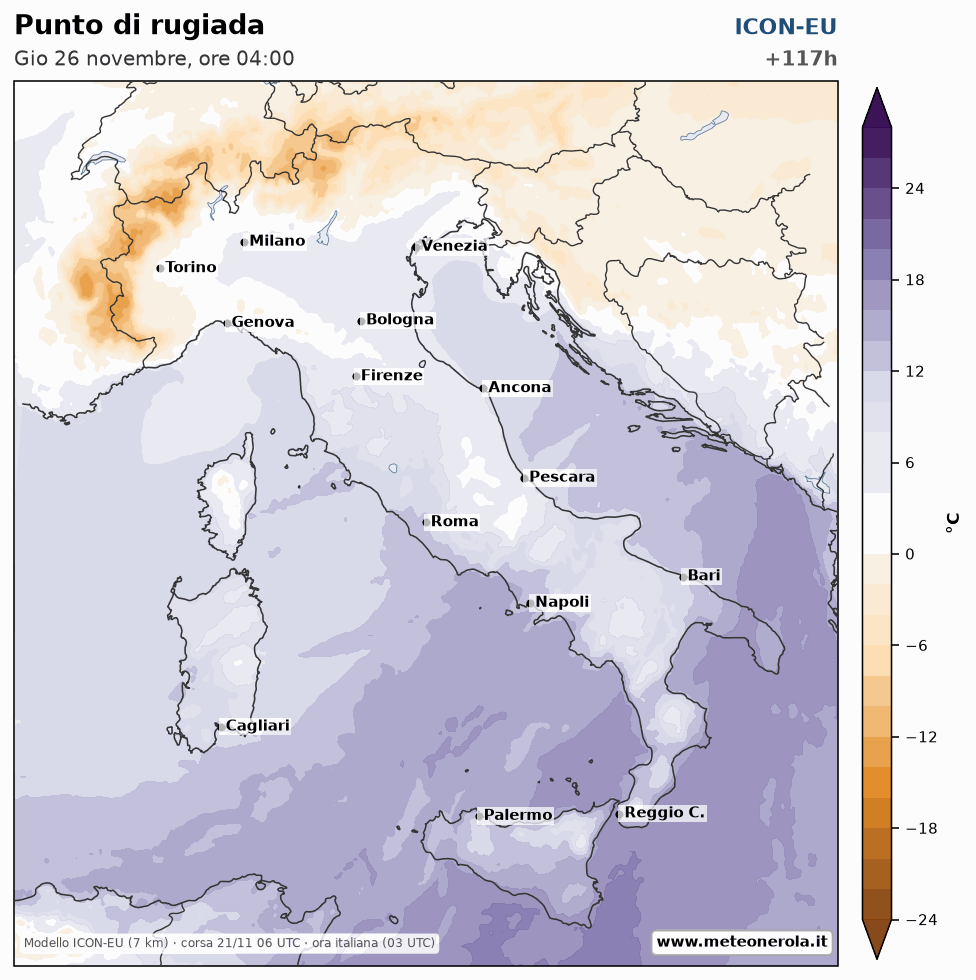 Punto di rugiada
ICON-EU
Gio 26 novembre, ore 04:00
+117h
Milano
Venezia
Torino
Genova
Bologna
Firenze
Ancona
Pescara
Roma
Bari
Napoli
Cagliari
Palermo
Reggio C.
24
18
12
6
0
−6
−12
−18
−24
°C
Modello ICON-EU (7 km) · corsa 21/11 06 UTC · ora italiana (03 UTC)
www.meteonerola.it